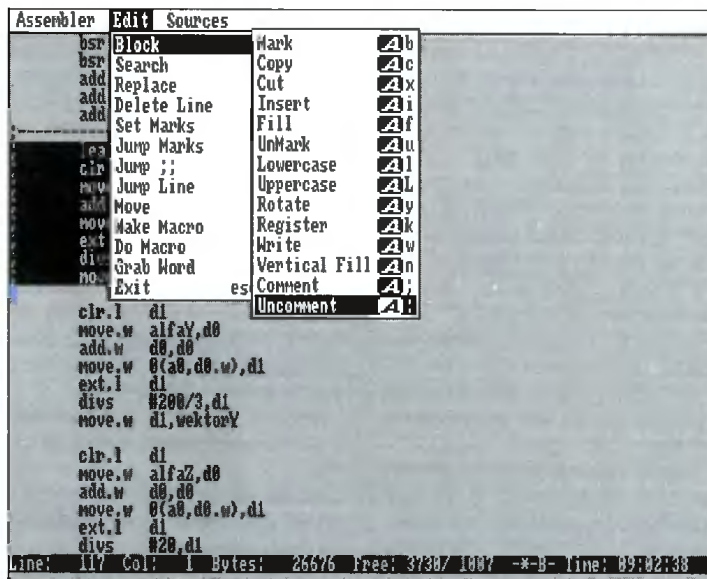 Assembler Edit Sources
bsr
bsr
add
add
add
clr
add
mov
ext
Block
Search
Replace
Delete Line
Set Marks
Jump Marks
Jump ;;
Jump Line
Move
Make Macro
Do Macro
Grab Word
Exit es
Mark A b
Copy A c
Cut A x
Insert A i
Fill A f
UnMark A u
Lowercase A l
Uppercase A L
Rotate A y
Register A k
Write A w
Vertical Fill A n
Comment A ;
Uncomment A :
clr.l d1
move.w alfaY,d0
add.w d0,d0
move.w 0(a0,d0.w),d1
ext.l d1
divs #200/3,d1
move.w d1,wektorY
clr.l d1
move.w alfaZ,d0
add.w d0,d0
move.w 0(a0,d0.w),d1
ext.l d1
divs #20,d1
Line: 117 Col: 1 Bytes: 26676 Free: 3730/ 1007 -*-B- Time: 09:02:38